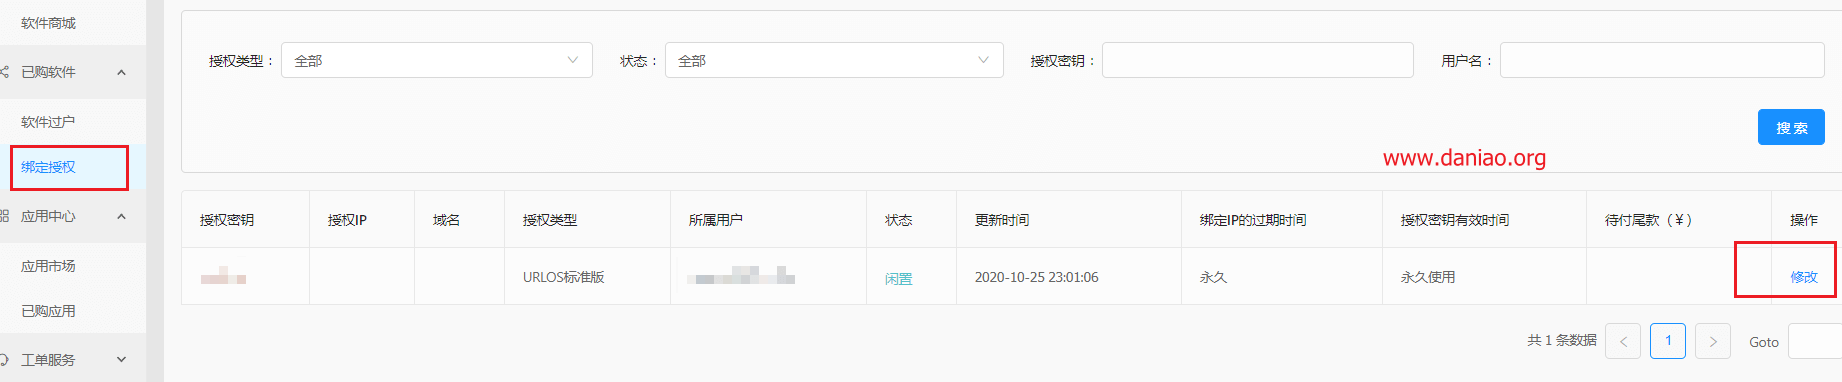 软件商城
已购软件
软件过户
绑定授权
应用中心
应用市场
已购应用
工单服务
授权类型： 全部 状态： 全部 授权密钥： 用户名：
搜 索
www.daniao.org
授权密钥 授权IP 域名 授权类型 所属用户 状态 更新时间 绑定IP的过期时间 授权密钥有效时间 待付尾款（¥） 操作
URLOS标准版 闲置 2020-10-25 23:01:06 永久 永久使用 修改
共 1 条数据 < 1 > Goto